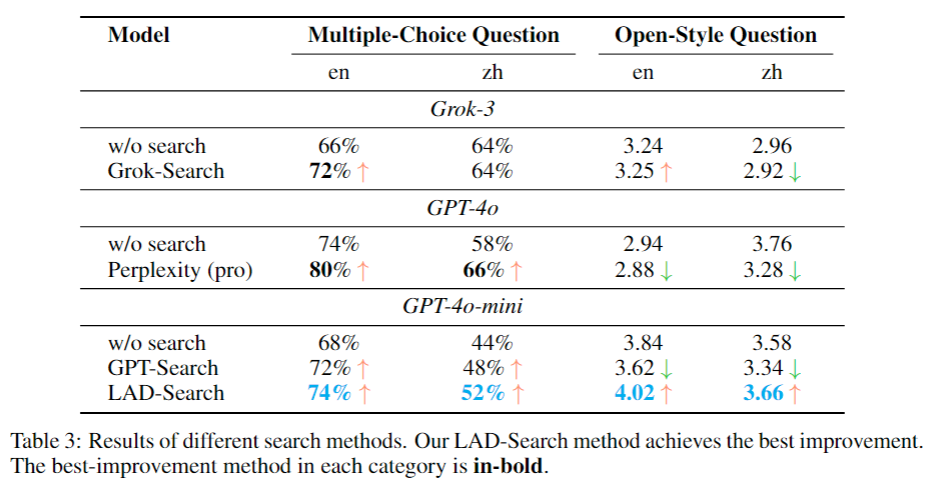 Model Multiple-Choice Question Open-Style Question
en zh en zh
Grok-3
w/o search 66% 64% 3.24 2.96
Grok-Search 72% ↑ 64% 3.25 ↑ 2.92 ↓
GPT-4o
w/o search 74% 58% 2.94 3.76
Perplexity (pro) 80% ↑ 66% ↑ 2.88 ↓ 3.28 ↓
GPT-4o-mini
w/o search 68% 44% 3.84 3.58
GPT-Search 72% ↑ 48% ↑ 3.62 ↓ 3.34 ↓
LAD-Search 74% ↑ 52% ↑ 4.02 ↑ 3.66 ↑
Table 3: Results of different search methods. Our LAD-Search method achieves the best improvement.
The best-improvement method in each category is in-bold.